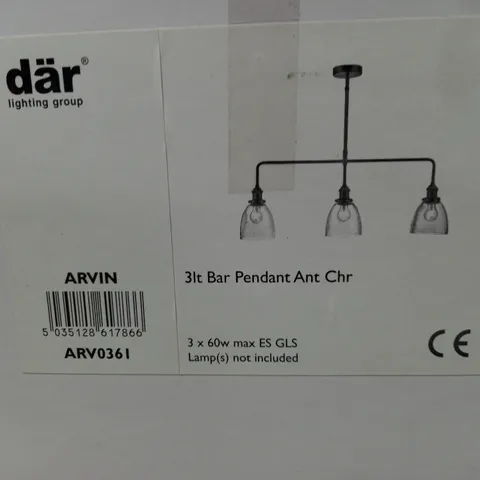 där®
lighting group
ARVIN
5 035128 617866
ARV0361
3lt Bar Pendant Ant Chr
3 x 60w max ES GLS
Lamp(s) not included
CE